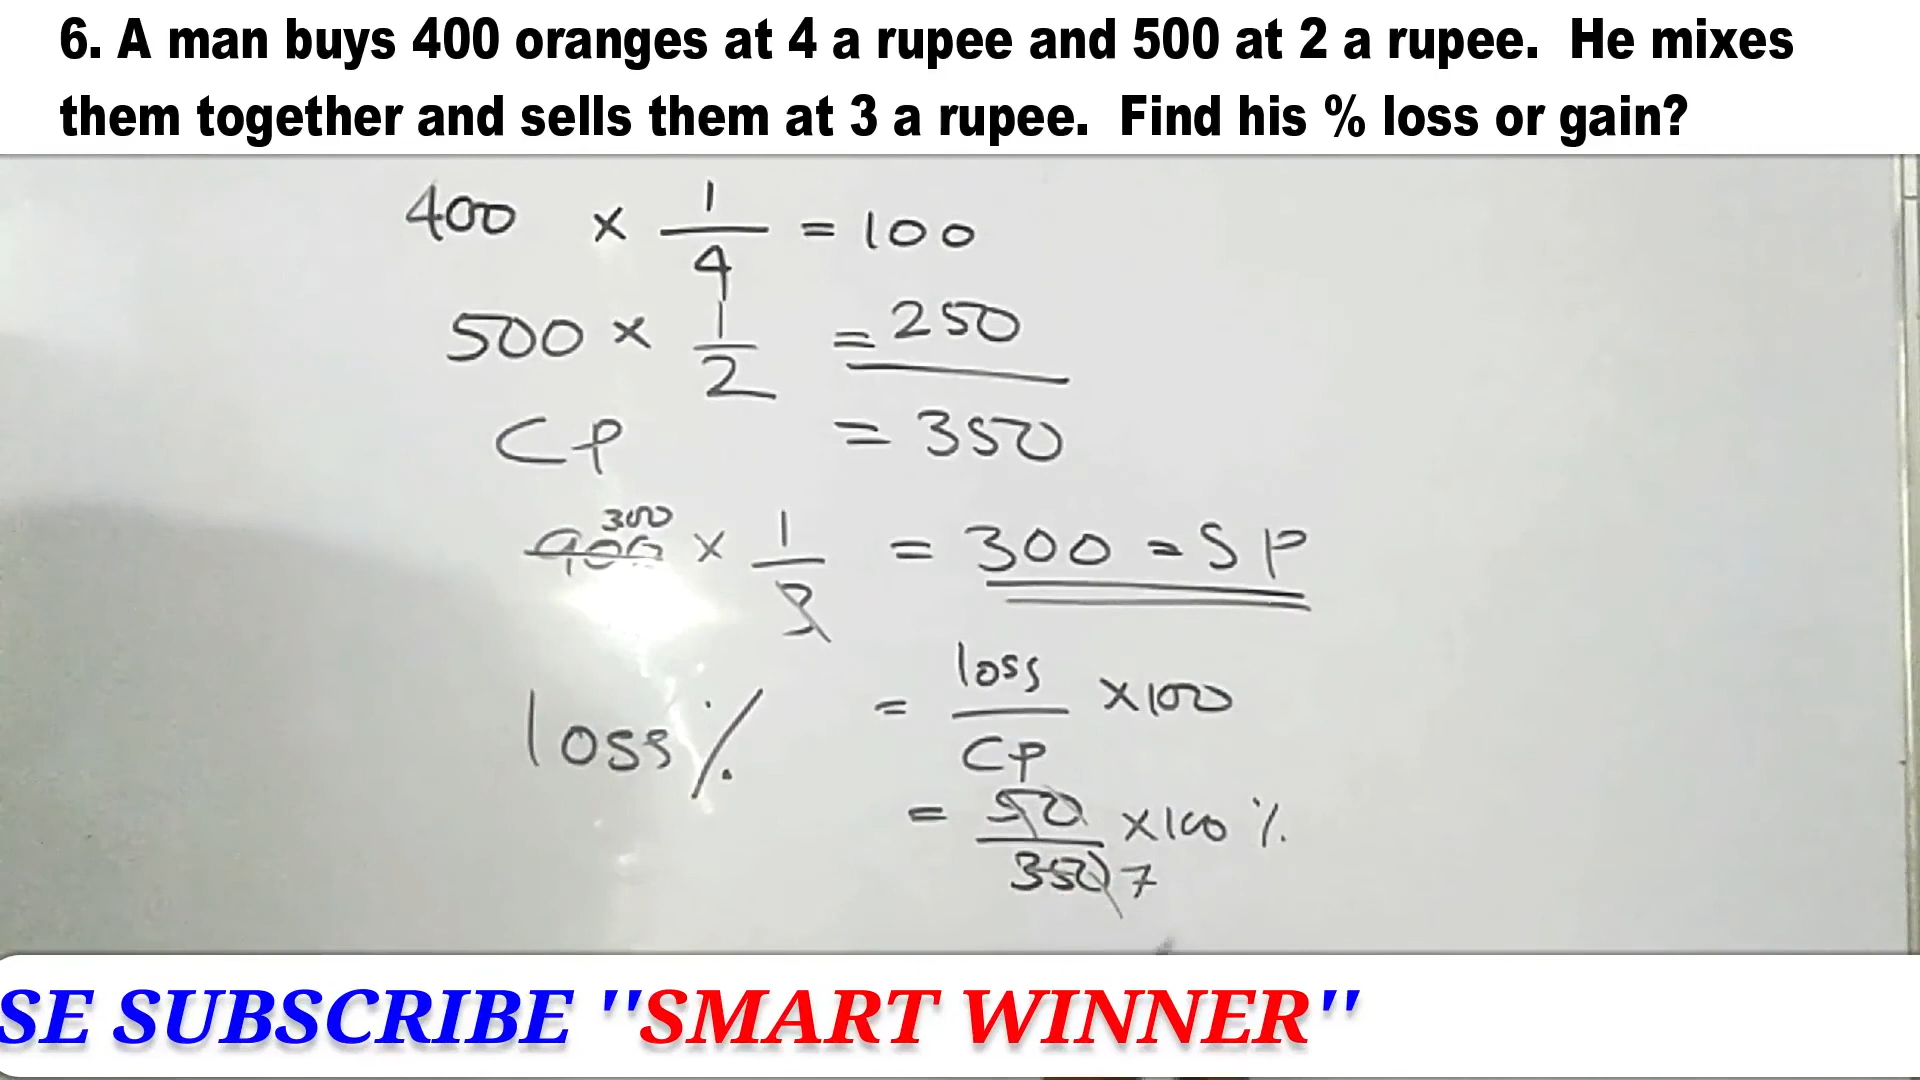 6. A man buys 400 oranges at 4 a rupee and 500 at 2 a rupee. He mixes
them together and sells them at 3 a rupee. Find his % loss or gain?
400 × 1/4 = 100
500 × 1/2 = 250
CP = 350
300
900 × 1/3 = 300 = SP
loss% = loss/CP ×100
= 50/350 ×100 %
7
SE SUBSCRIBE "SMART WINNER"